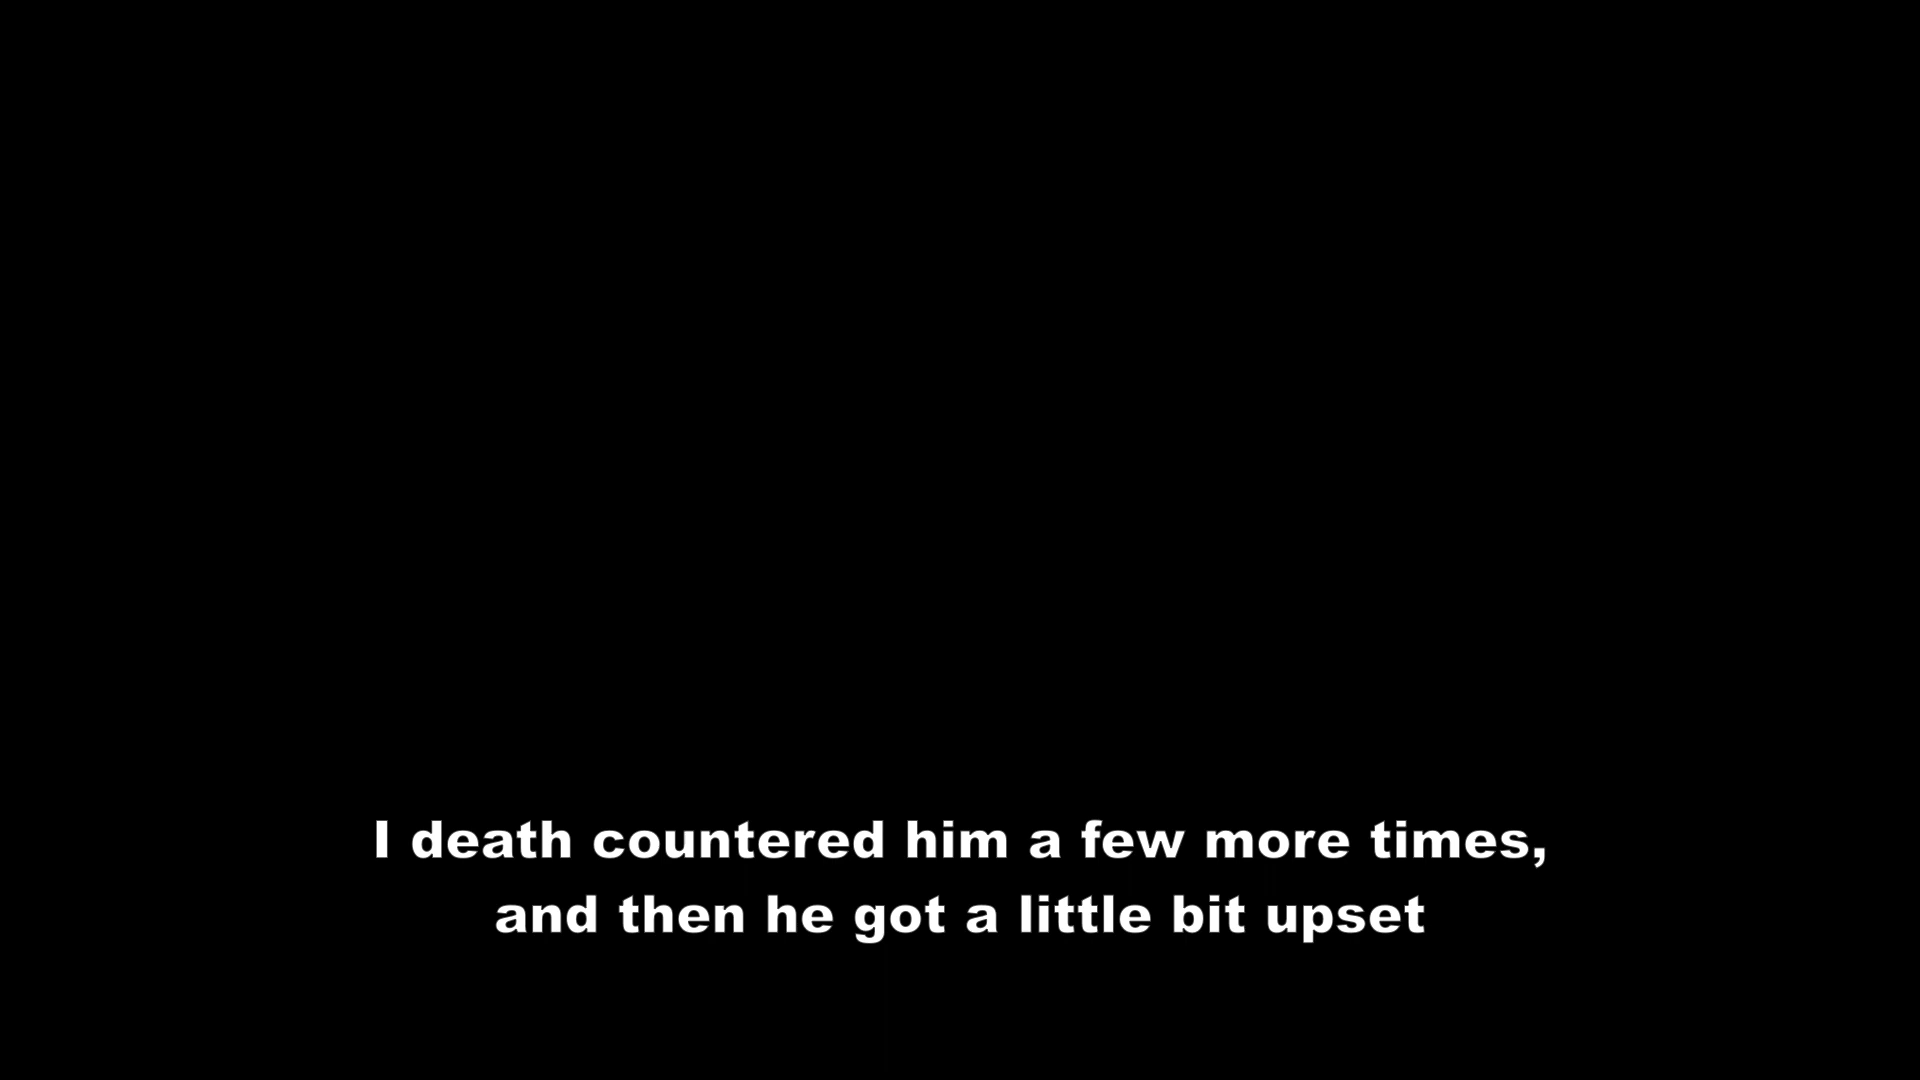 I death countered him a few more times,
and then he got a little bit upset